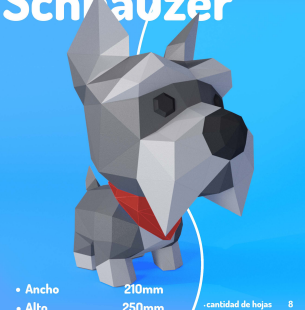 Schnauzer
• Ancho 210mm
• Alto 250mm
- cantidad de hojas 8